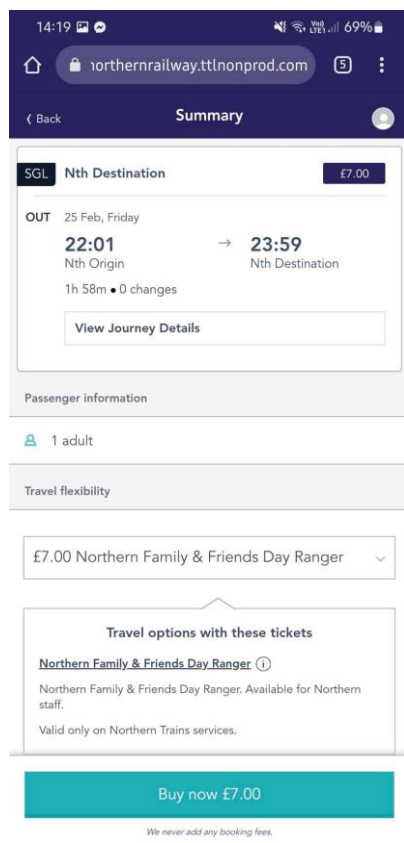 14:19 69%
northernrailway.ttlnonprod.com 5
Back Summary
SGL Nth Destination £7.00
OUT 25 Feb, Friday
22:01 → 23:59
Nth Origin Nth Destination
1h 58m • 0 changes
View Journey Details
Passenger information
1 adult
Travel flexibility
£7.00 Northern Family & Friends Day Ranger
Travel options with these tickets
Northern Family & Friends Day Ranger
Northern Family & Friends Day Ranger. Available for Northern
staff.
Valid only on Northern Trains services.
Buy now £7.00
We never add any booking fees.